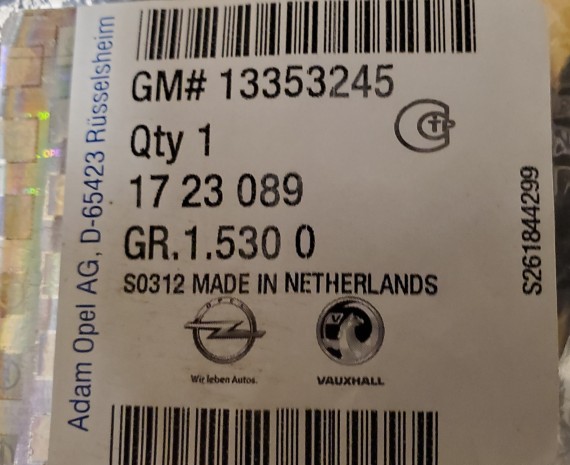 GM# 13353245
Qty 1
17 23 089
GR.1.530 0
S0312 MADE IN NETHERLANDS
OPEL
Wir leben Autos.
VAUXHALL
Adam Opel AG, D-65423 Rüsselsheim
S261844299